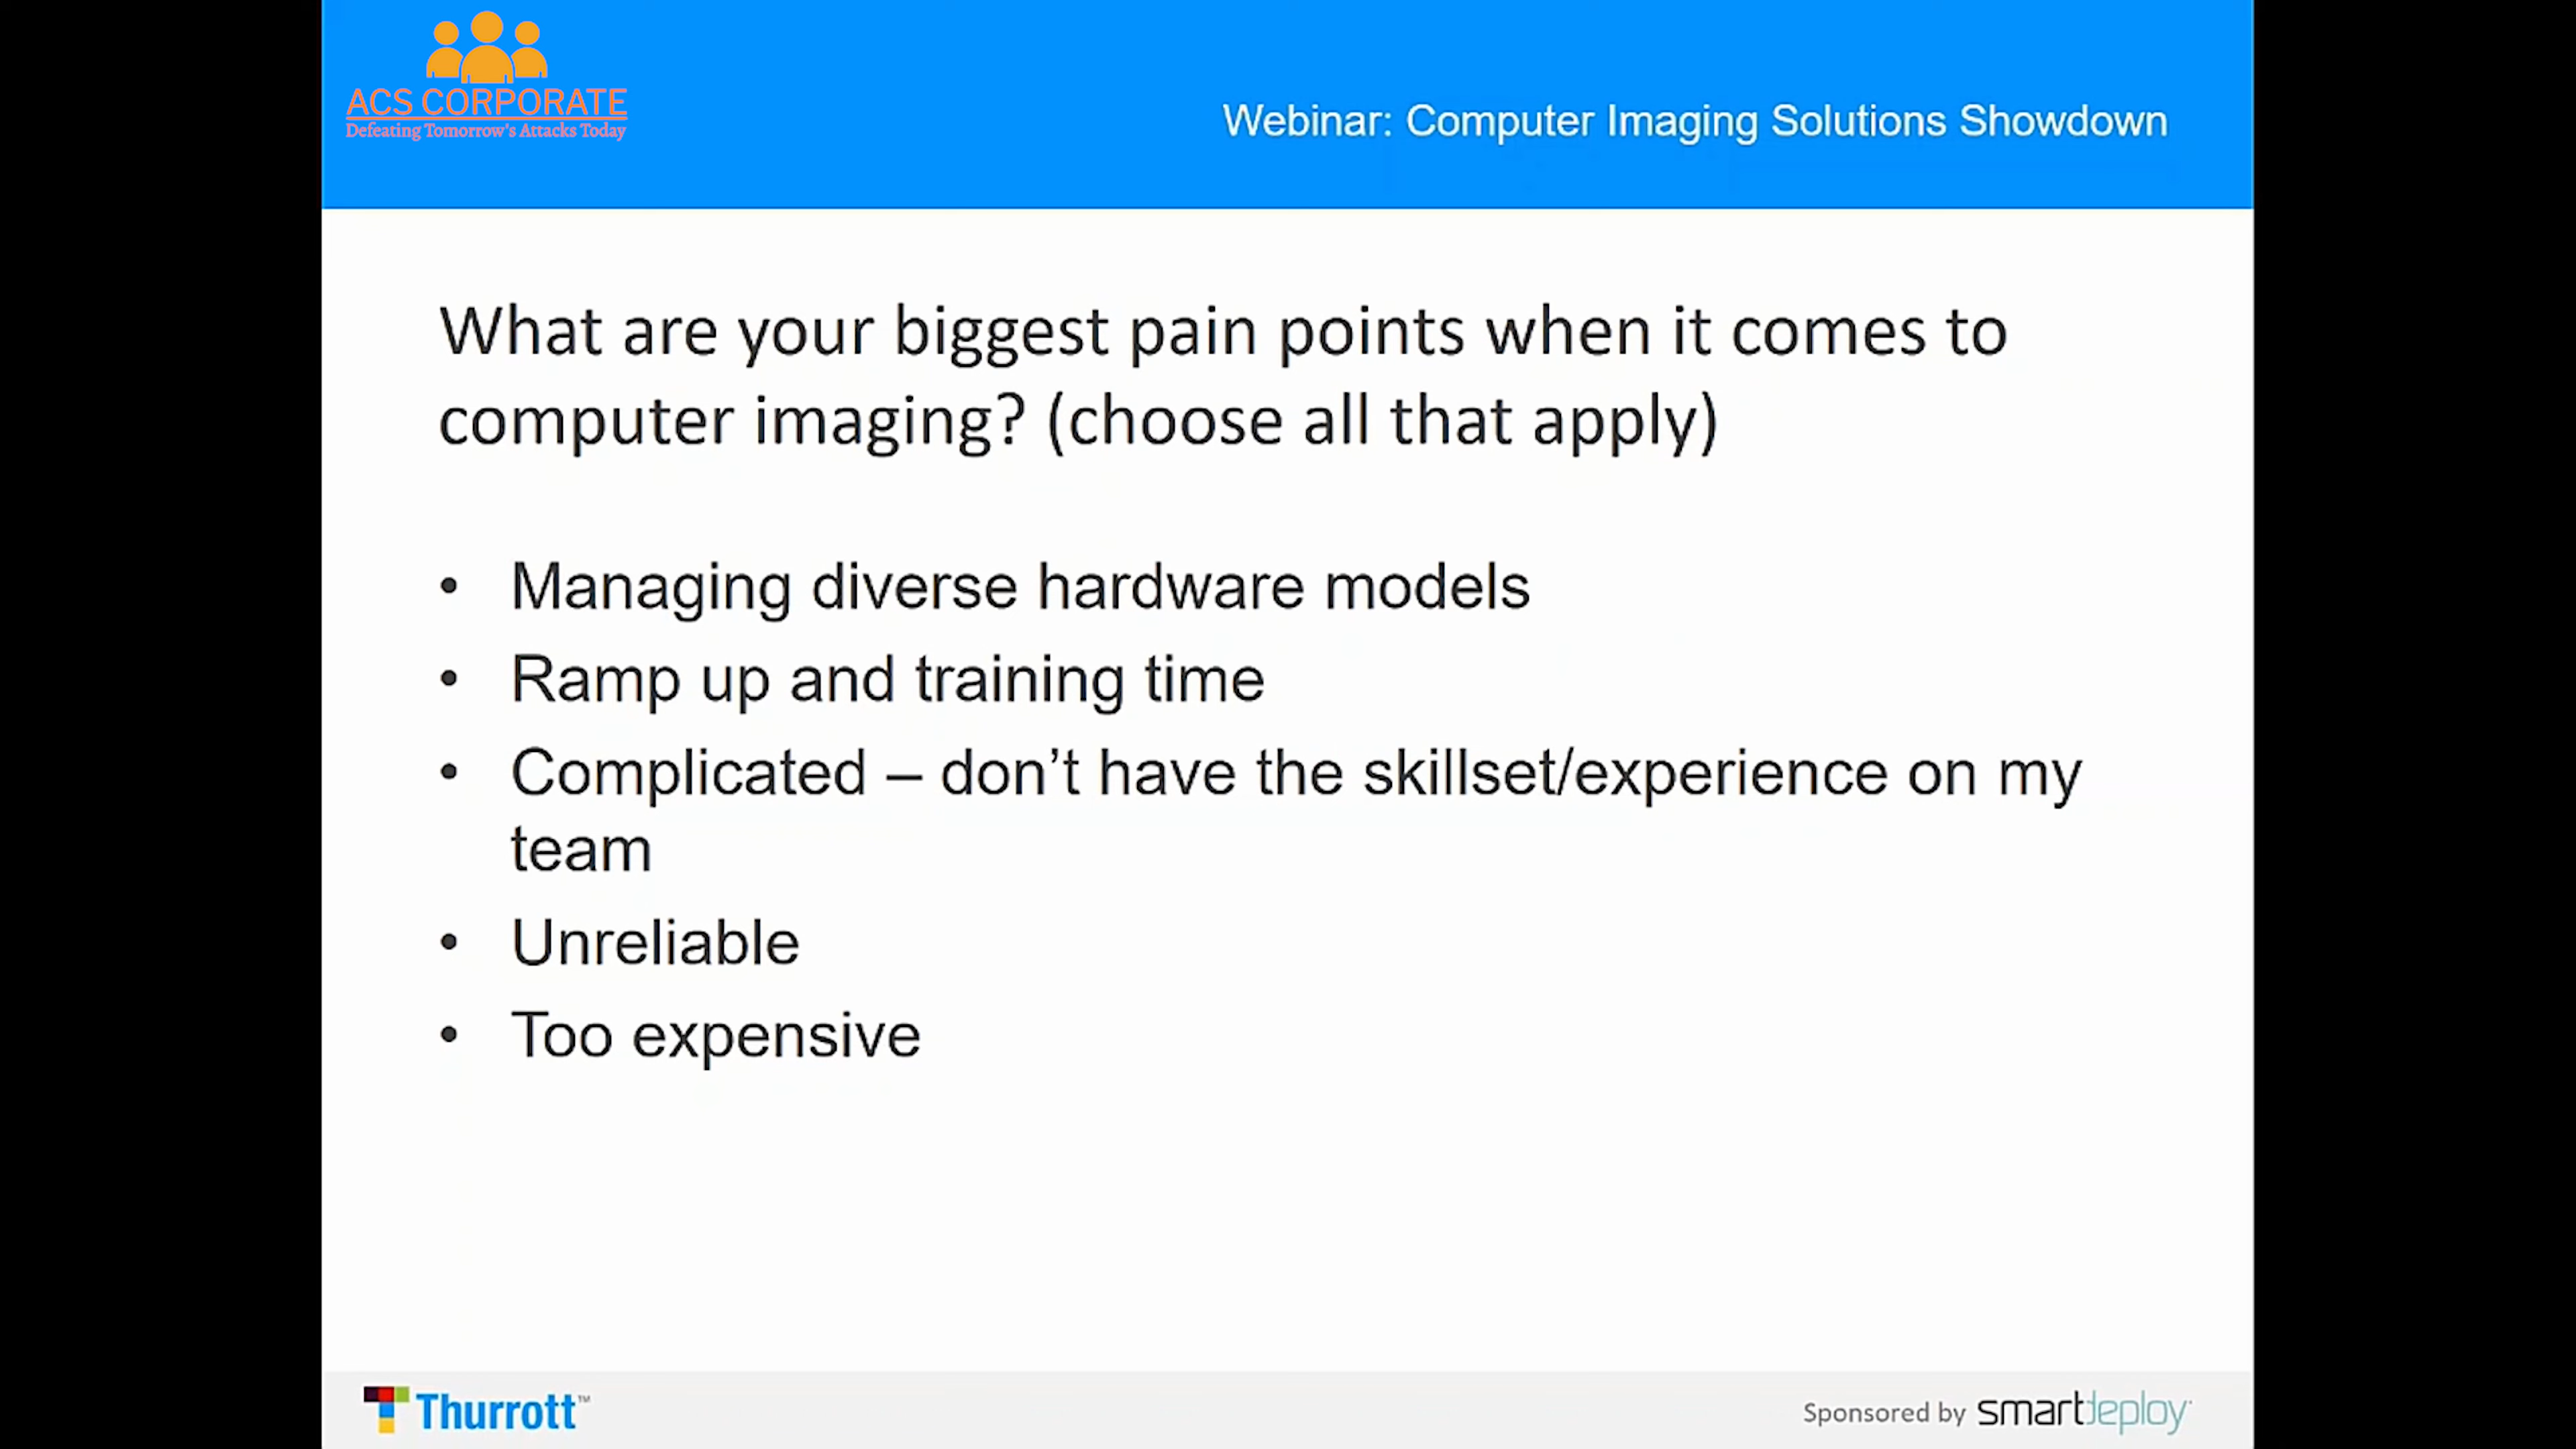 ACS CORPORATE
Defeating Tomorrow's Attacks Today
Webinar: Computer Imaging Solutions Showdown
What are your biggest pain points when it comes to
computer imaging? (choose all that apply)
• Managing diverse hardware models
• Ramp up and training time
• Complicated – don’t have the skillset/experience on my
team
• Unreliable
• Too expensive
Thurrott™
Sponsored by smartdeploy